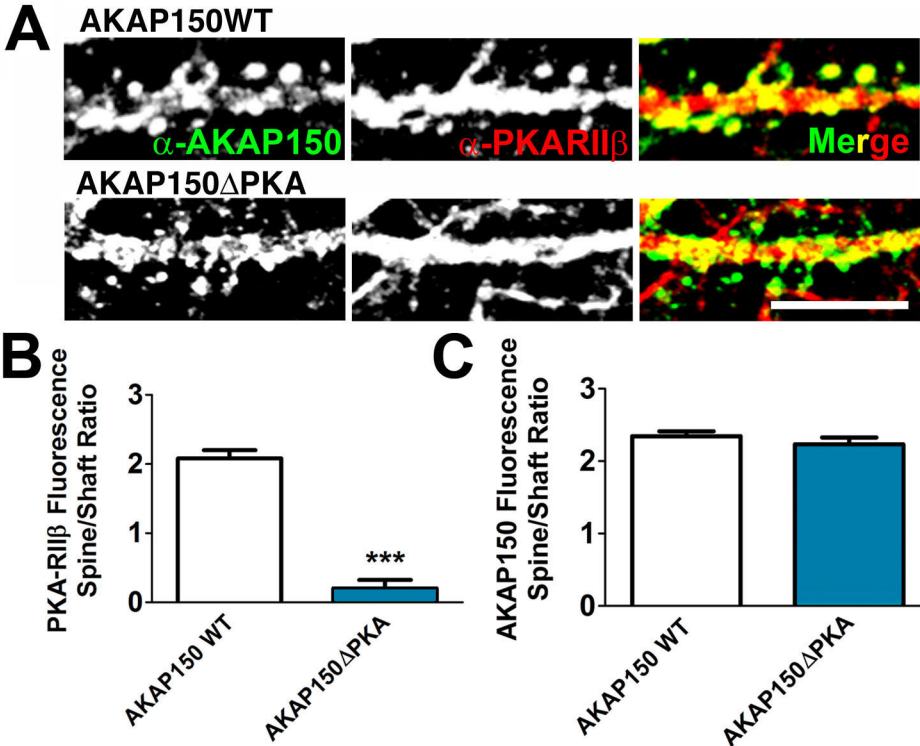 A
AKAP150WT
α-AKAP150
α-PKARIIβ
Merge
AKAP150ΔPKA
B
PKA-RIIβ Fluorescence
Spine/Shaft Ratio
3
2
1
0
***
AKAP150 WT
AKAP150ΔPKA
C
AKAP150 Fluorescence
Spine/Shaft Ratio
3
2
1
0
AKAP150 WT
AKAP150ΔPKA